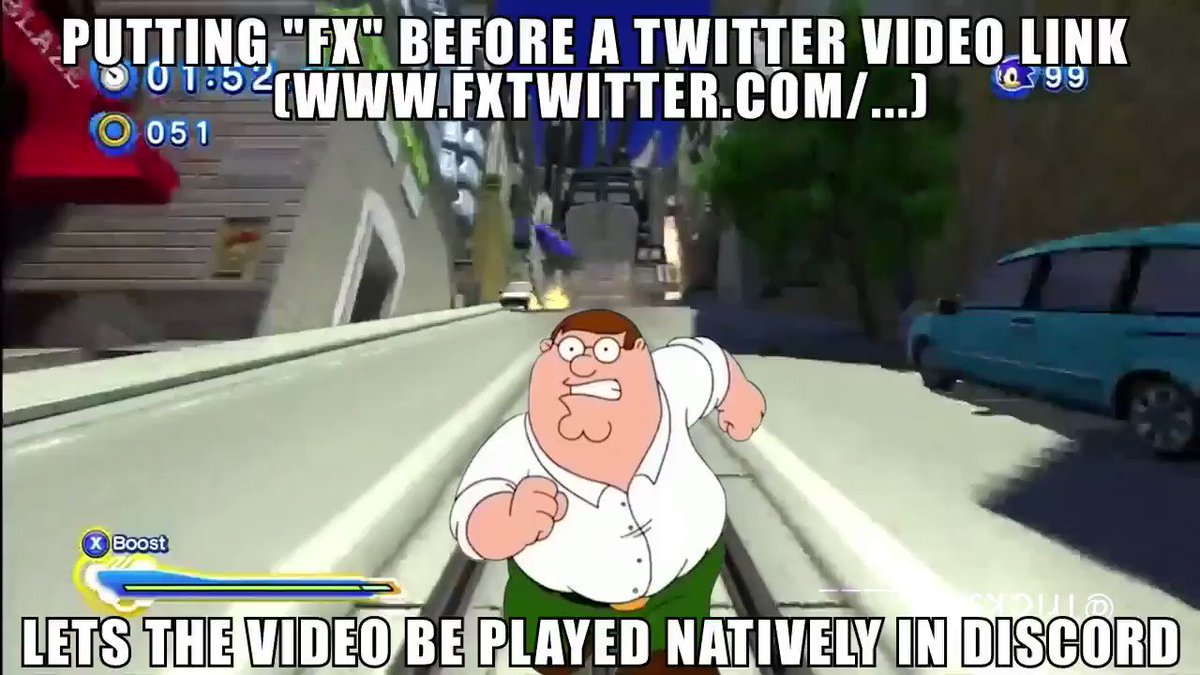 PUTTING "FX" BEFORE A TWITTER VIDEO LINK
(WWW.FXTWITTER.COM/...)
BLAZE
01:52
99
051
X Boost
LETS THE VIDEO BE PLAYED NATIVELY IN DISCORD